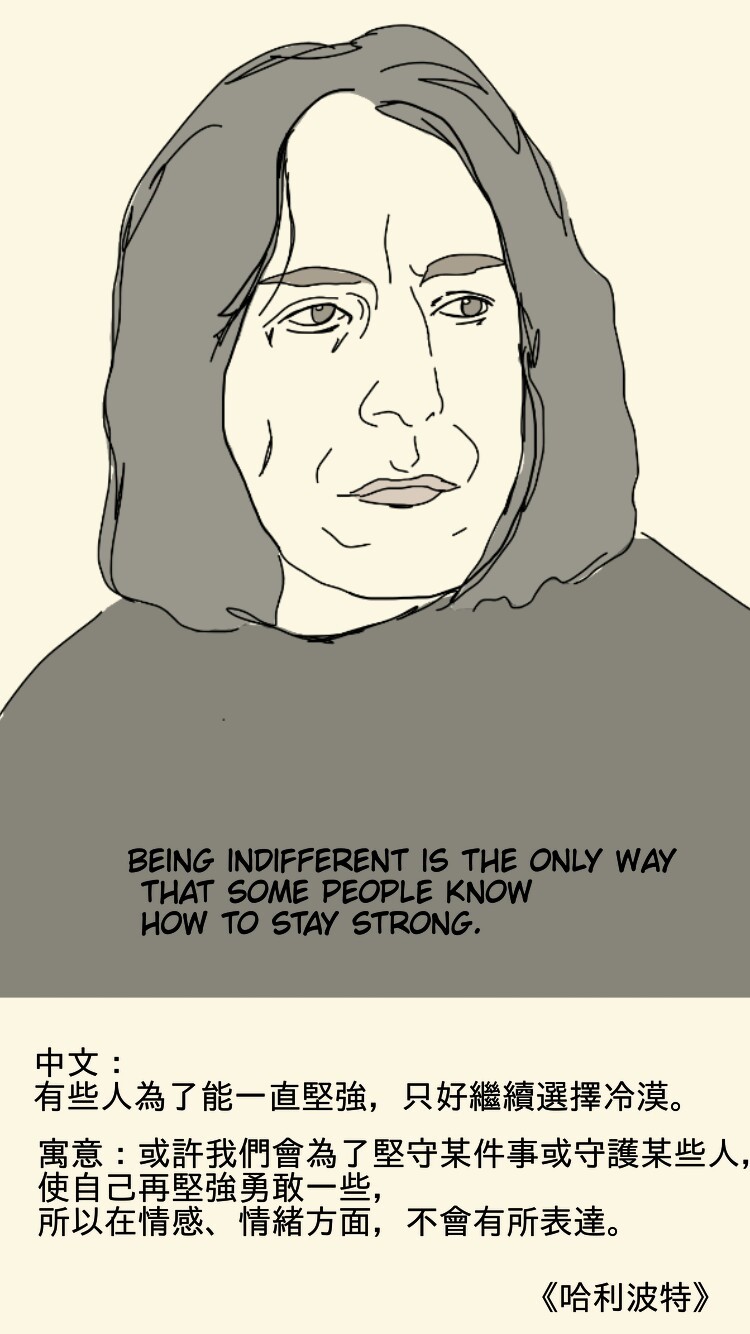 BEING INDIFFERENT IS THE ONLY WAY
THAT SOME PEOPLE KNOW
HOW TO STAY STRONG.
中文：
有些人為了能一直堅強，只好繼續選擇冷漠。
寓意：或許我們會為了堅守某件事或守護某些人，
使自己再堅強勇敢一些，
所以在情感、情緒方面，不會有所表達。
《哈利波特》